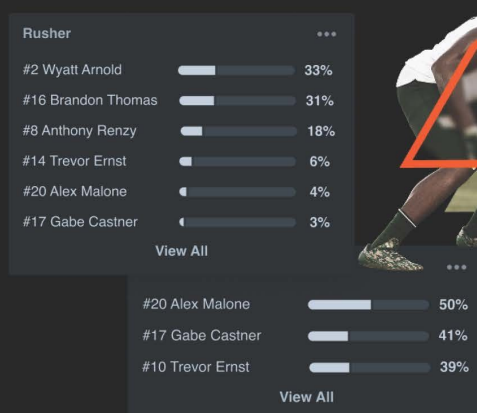 Rusher
#2 Wyatt Arnold 33%
#16 Brandon Thomas 31%
#8 Anthony Renzy 18%
#14 Trevor Ernst 6%
#20 Alex Malone 4%
#17 Gabe Castner 3%
View All
#20 Alex Malone 50%
#17 Gabe Castner 41%
#10 Trevor Ernst 39%
View All